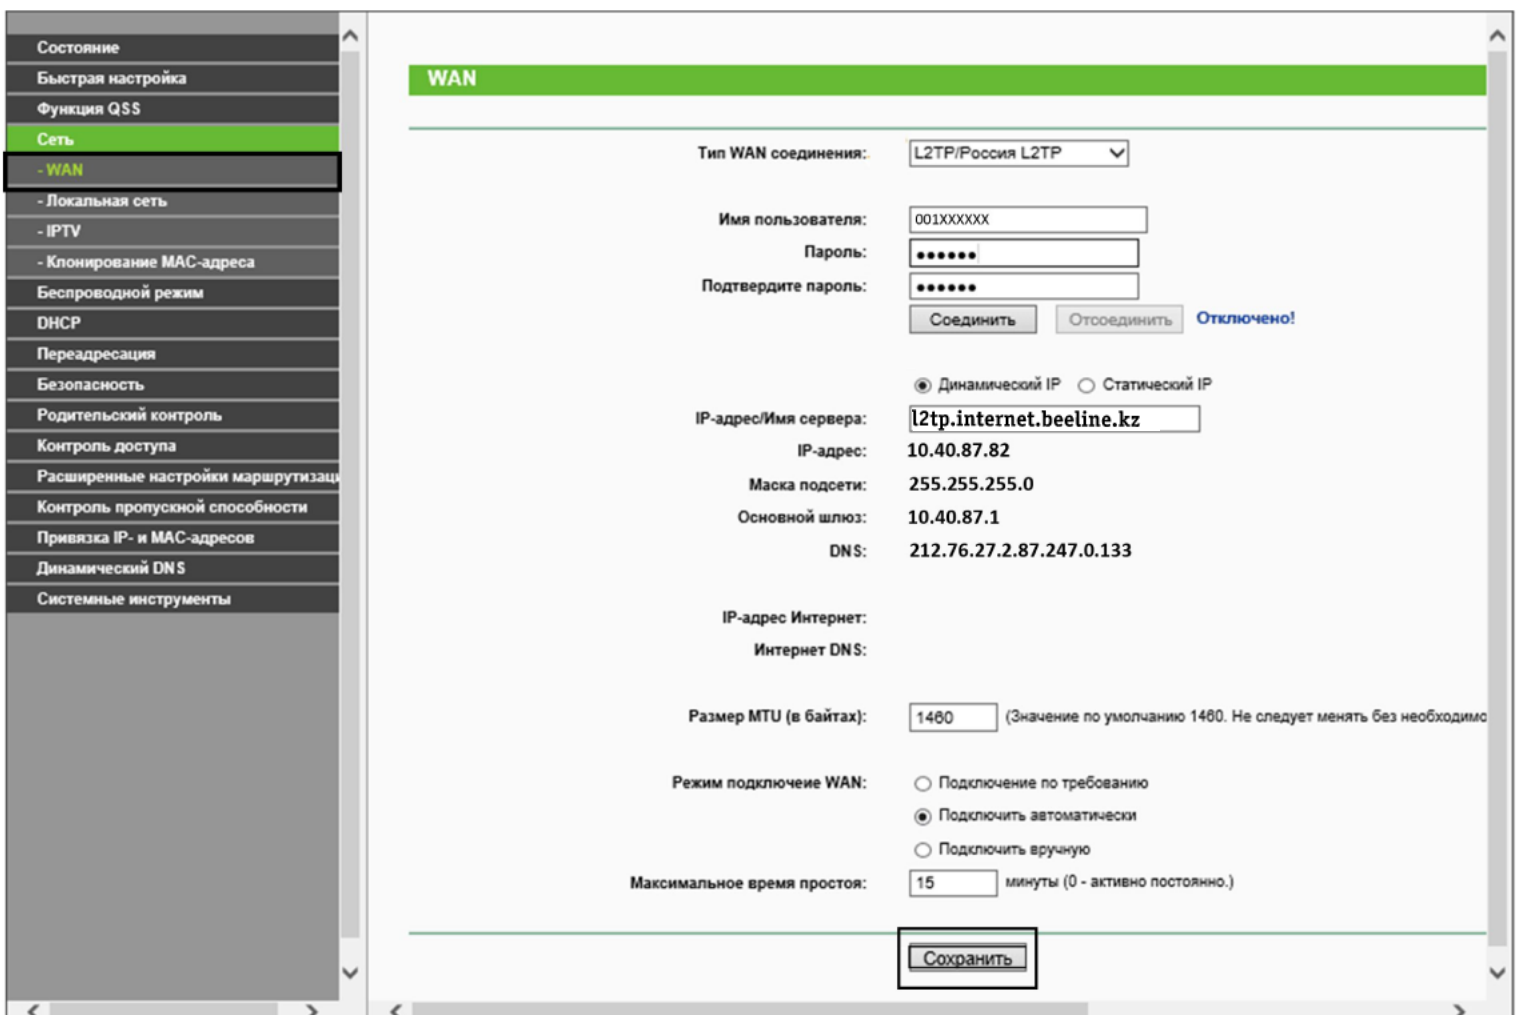 Состояние
Быстрая настройка
Функция QSS
Сеть
- WAN
- Локальная сеть
- IPTV
- Клонирование MAC-адреса
Беспроводной режим
DHCP
Переадресация
Безопасность
Родительский контроль
Контроль доступа
Расширенные настройки маршрутизаци
Контроль пропускной способности
Привязка IP- и MAC-адресов
Динамический DNS
Системные инструменты
WAN
Тип WAN соединения: L2TP/Россия L2TP
Имя пользователя: 001XXXXXX
Пароль: ●●●●●●
Подтвердите пароль: ●●●●●●
Соединить Отсоединить Отключено!
Динамический IP Статический IP
IP-адрес/Имя сервера: l2tp.internet.beeline.kz
IP-адрес: 10.40.87.82
Маска подсети: 255.255.255.0
Основной шлюз: 10.40.87.1
DNS: 212.76.27.2.87.247.0.133
IP-адрес Интернет:
Интернет DNS:
Размер MTU (в байтах): 1460 (Значение по умолчанию 1460. Не следует менять без необходимо
Режим подключеие WAN: Подключение по требованию
Подключить автоматически
Подключить вручную
Максимальное время простоя: 15 минуты (0 - активно постоянно.)
Сохранить